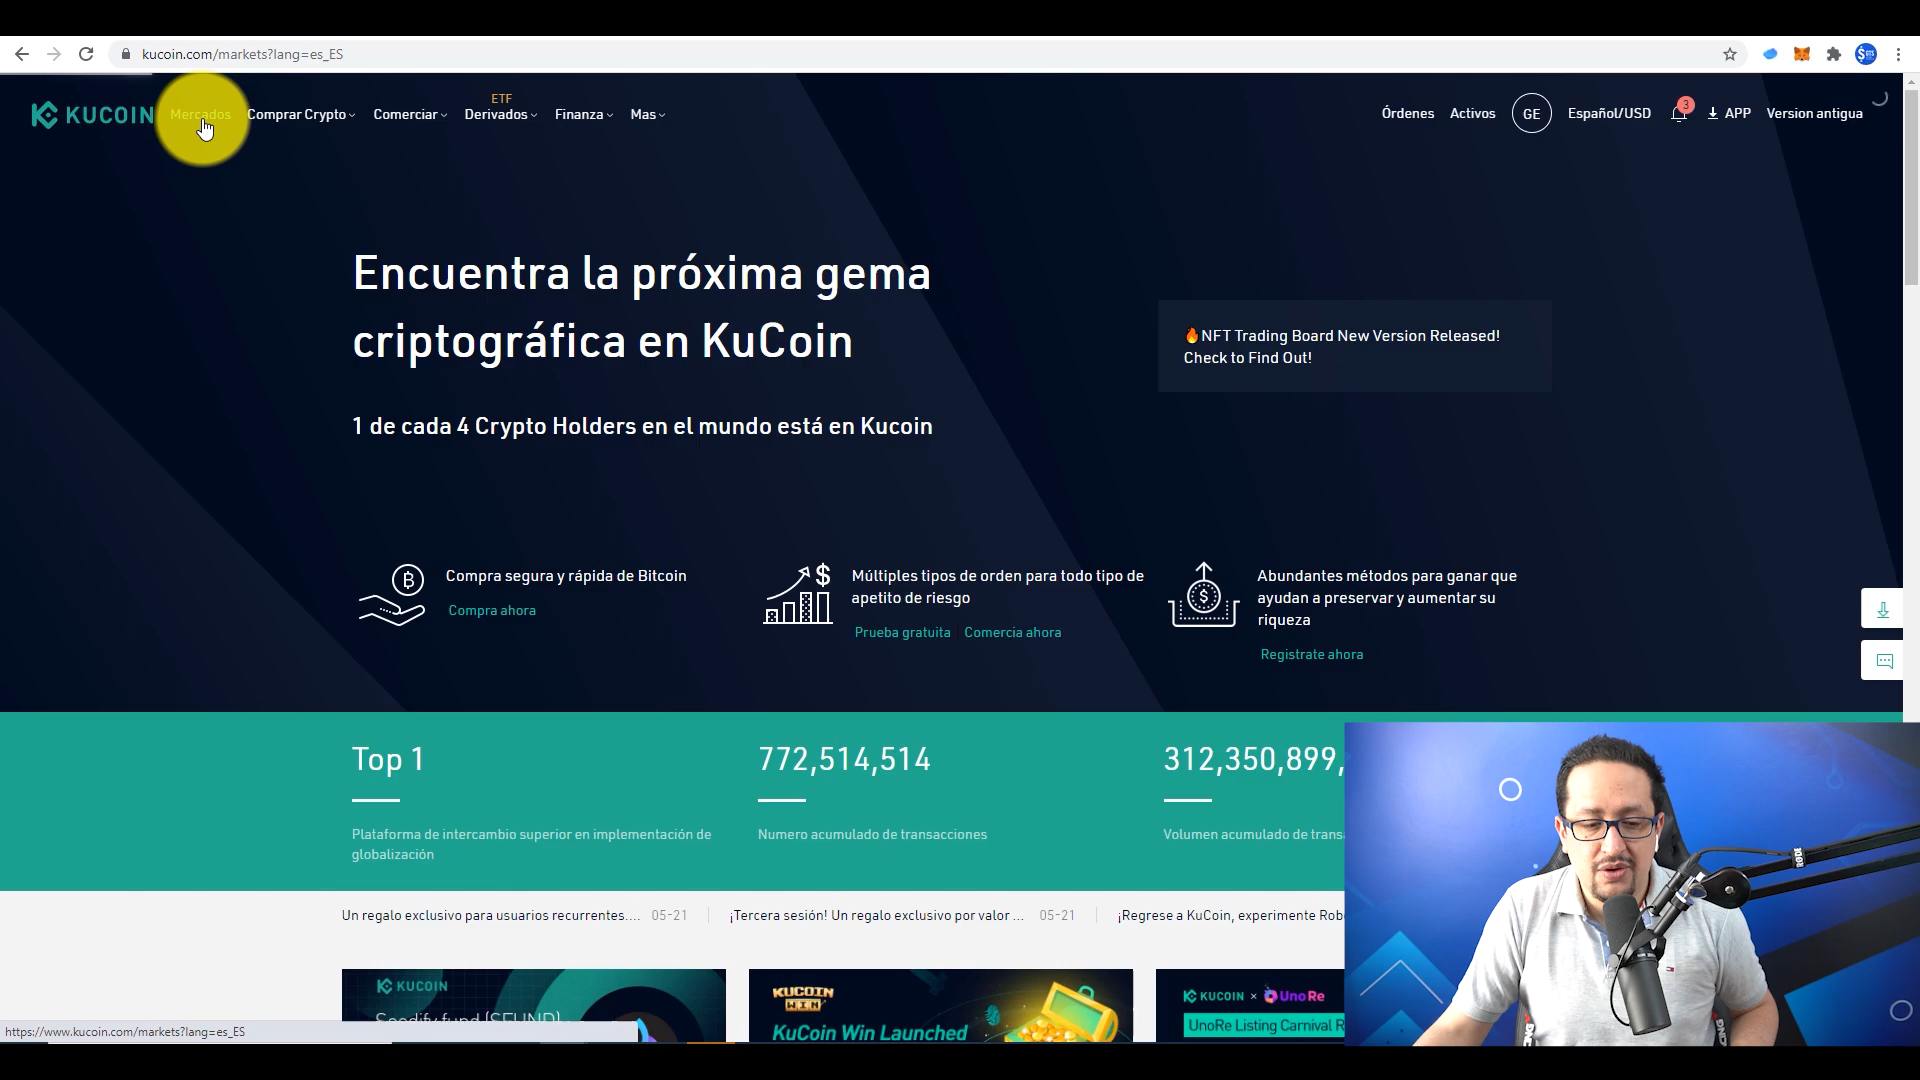 kucoin.com/markets?lang=es_ES
KUCOIN
Mercados
Comprar Crypto
Comerciar
ETF
Derivados
Finanza
Mas
Órdenes
Activos
GE
Español/USD
3
APP
Version antigua
Encuentra la próxima gema
criptográfica en KuCoin
1 de cada 4 Crypto Holders en el mundo está en Kucoin
🔥NFT Trading Board New Version Released!
Check to Find Out!
Compra segura y rápida de Bitcoin
Compra ahora
Múltiples tipos de orden para todo tipo de
apetito de riesgo
Prueba gratuita
Comercia ahora
Abundantes métodos para ganar que
ayudan a preservar y aumentar su
riqueza
Registrate ahora
Top 1
Plataforma de intercambio superior en implementación de
globalización
772,514,514
Numero acumulado de transacciones
312,350,899,
Volumen acumulado de trans
Un regalo exclusivo para usuarios recurrentes....
05-21
¡Tercera sesión! Un regalo exclusivo por valor ...
05-21
¡Regrese a KuCoin, experimente Rob
KUCOIN
Seedify fund (SFUND)
KUCOIN
WIN
KuCoin Win Launched
KUCOIN × UnoRe
UnoRe Listing Carnival R
https://www.kucoin.com/markets?lang=es_ES